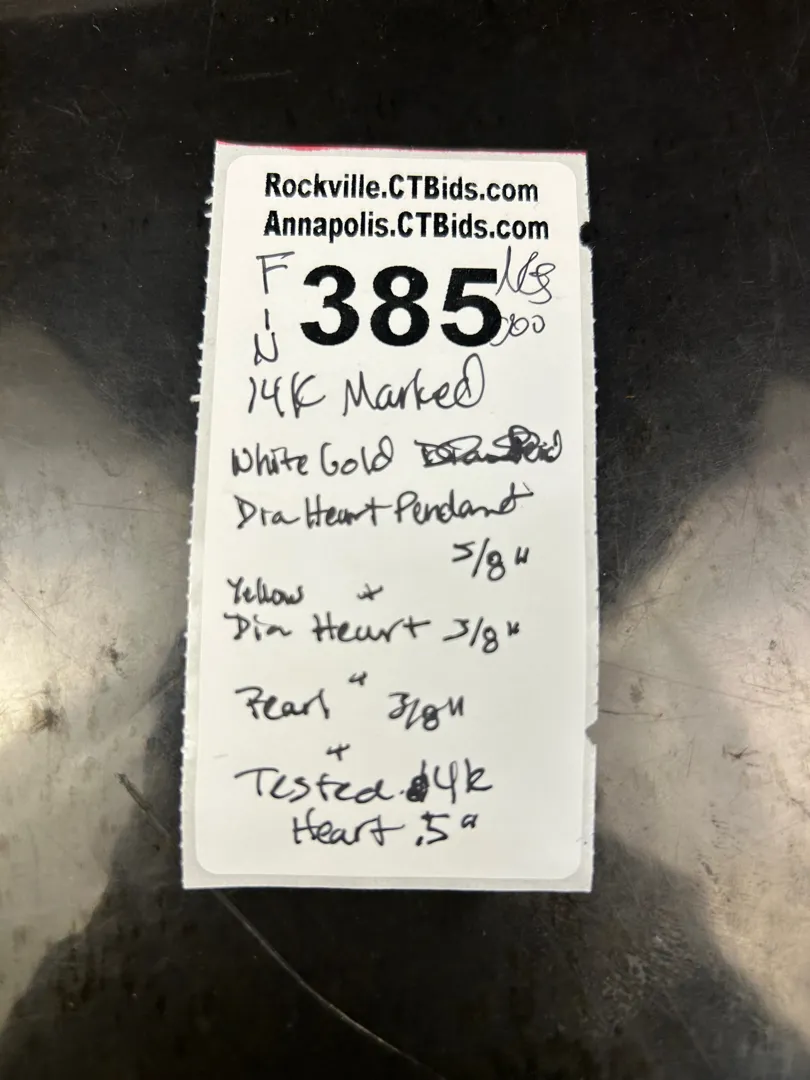 Rockville.CTBids.com
Annapolis.CTBids.com
FIN 385
14K Marked
White Gold
Dia Heart Pendant
5/8"
Yellow +
Dia Heart 3/8"
+
Pearl 3/8"
+
Tested 14k
Heart .5"